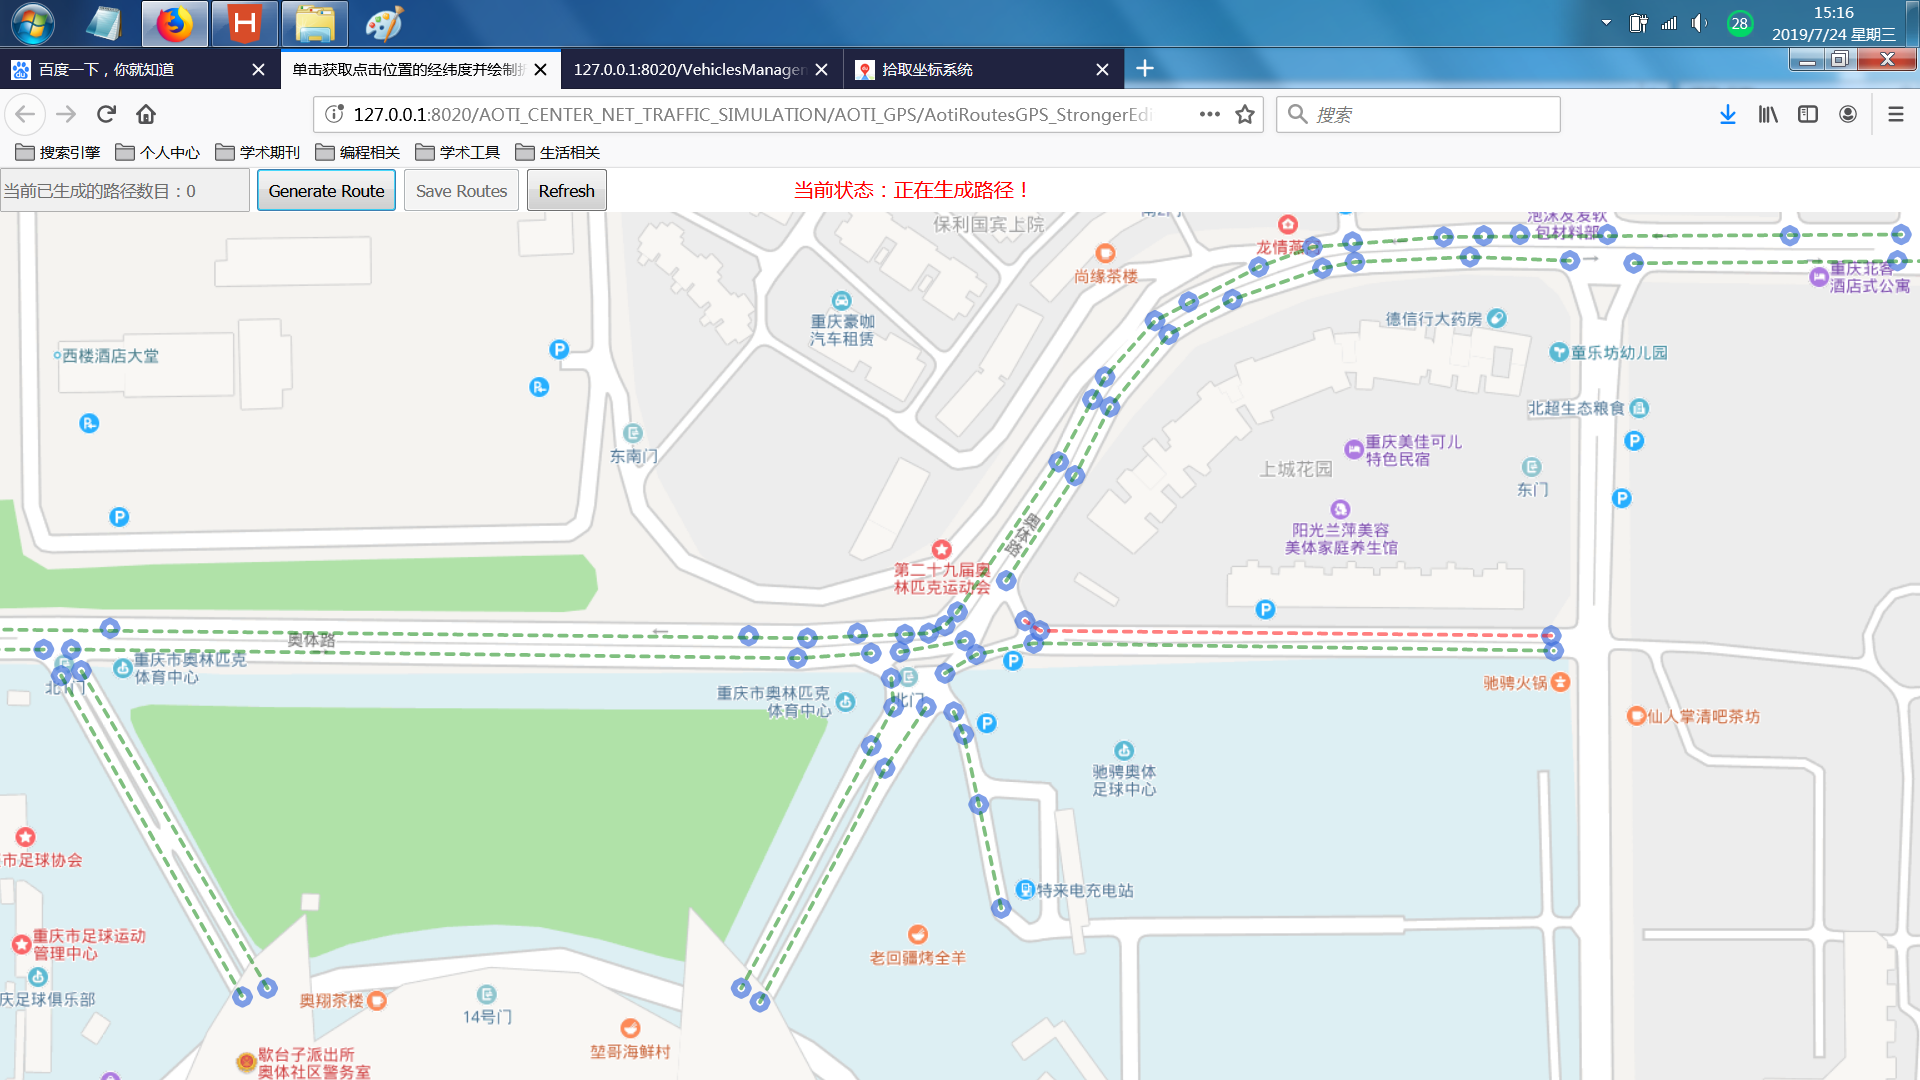 15:16
28
2019/7/24 星期三
百度一下，你就知道
单击获取点击位置的经纬度并绘制折
127.0.0.1:8020/VehiclesManager
拾取坐标系统
127.0.0.1:8020/AOTI_CENTER_NET_TRAFFIC_SIMULATION/AOTI_GPS/AotiRoutesGPS_StrongerEdi
搜索
搜索引擎
个人中心
学术期刊
编程相关
学术工具
生活相关
当前已生成的路径数目：0
Generate Route
Save Routes
Refresh
当前状态：正在生成路径！
保利国宾上院
泡沫发发软
包材料部
龙情燕
尚缘茶楼
重庆北客
酒店式公寓
重庆豪咖
汽车租赁
德信行大药房
西楼酒店大堂
童乐坊幼儿园
北超生态粮食
东南门
重庆美佳可儿
特色民宿
上城花园
东门
阳光兰萍美容
美体家庭养生馆
奥体路
第二十九届奥
林匹克运动会
奥体路
重庆市奥林匹克
体育中心
北1门
重庆市奥林匹克
体育中心
北门
驰骋火锅
仙人掌清吧茶坊
驰骋奥体
足球中心
市足球协会
特来电充电站
重庆市足球运动
管理中心
老回疆烤全羊
庆足球俱乐部
奥翔茶楼
14号门
堃哥海鲜村
歇台子派出所
奥体社区警务室